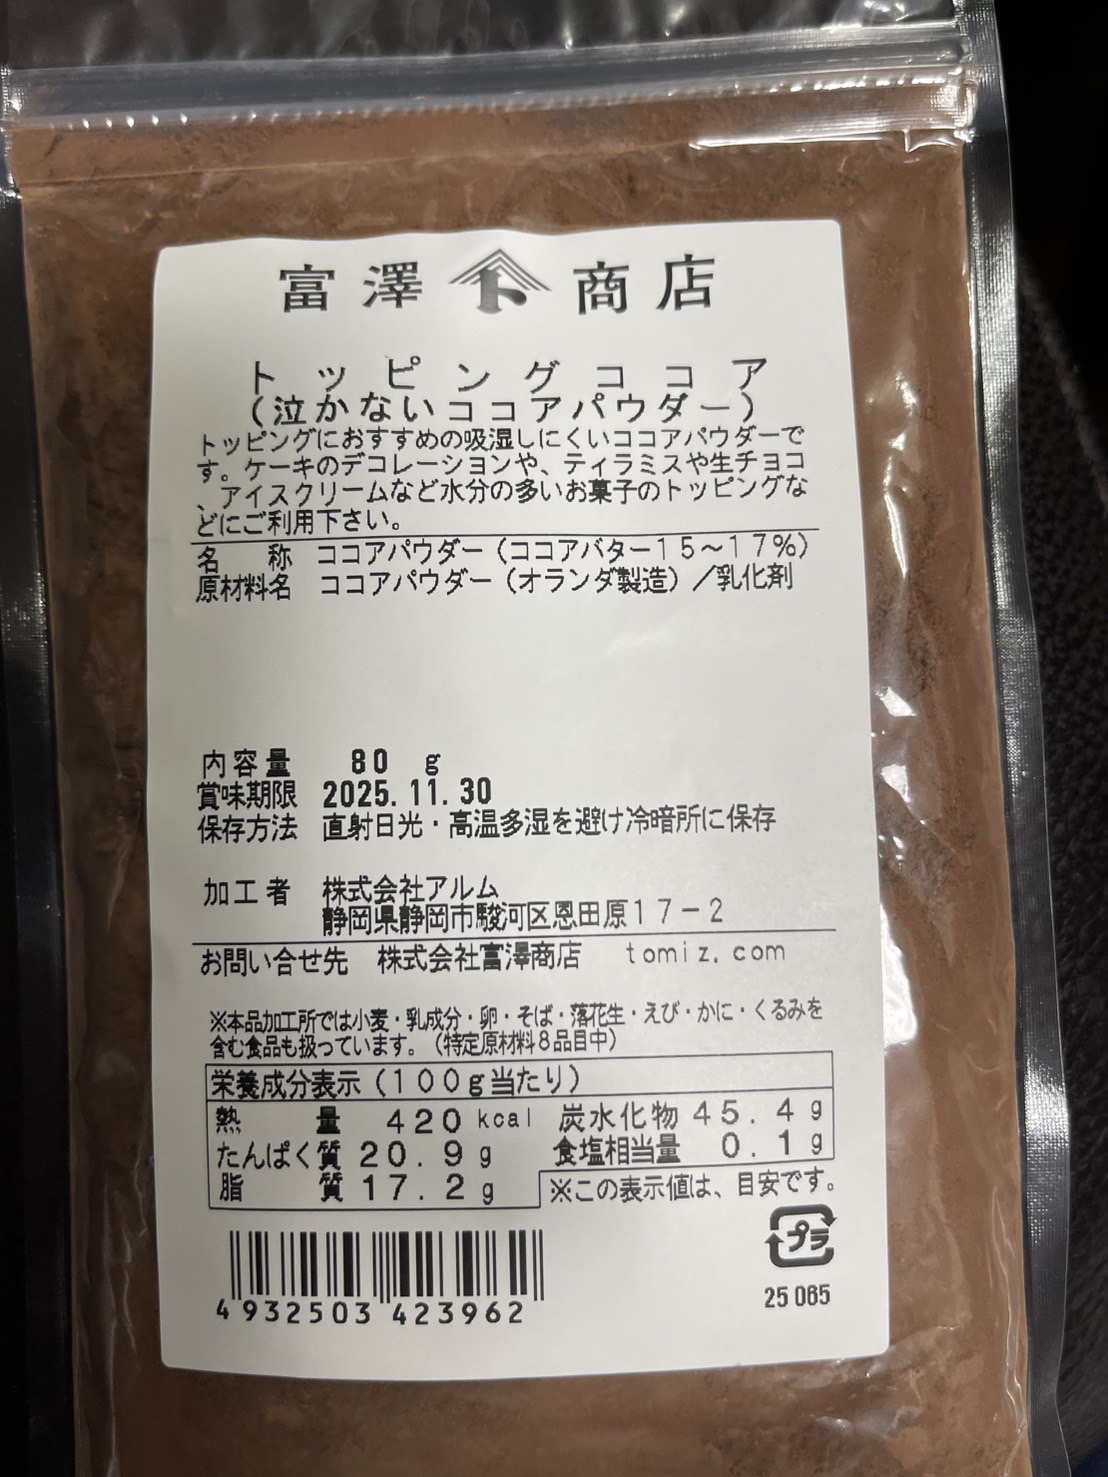 富澤商店
トッピングココア
(泣かないココアパウダー)
トッピングにおすすめの吸湿しにくいココアパウダーで
す。ケーキのデコレーションや、ティラミスや生チョコ
、アイスクリームなど水分の多いお菓子のトッピングな
どにご利用下さい。
名 称 ココアパウダー(ココアバター15~17%)
原材料名 ココアパウダー(オランダ製造)/乳化剤
内容量 80 g
賞味期限 2025.11.30
保存方法 直射日光・高温多湿を避け冷暗所に保存
加工者 株式会社アルム
静岡県静岡市駿河区恩田原17-2
お問い合せ先 株式会社富澤商店 tomiz.com
※本品加工所では小麦・乳成分・卵・そば・落花生・えび・かに・くるみを
含む食品も扱っています。(特定原材料8品目中)
栄養成分表示(100g当たり)
熱量 420kcal 炭水化物 45.4g
たんぱく質 20.9g 食塩相当量 0.1g
脂質 17.2g ※この表示値は、目安です。
プラ
4 932503 423962
25 065